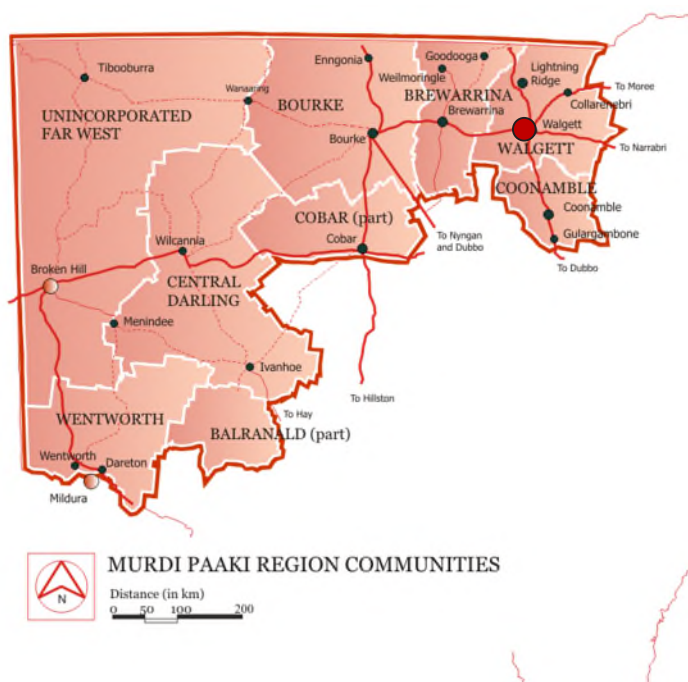 Tibooburra
Wanaaring
UNINCORPORATED
FAR WEST
Enngonia
BOURKE
Bourke
Goodooga
Weilmoringle
BREWARRINA
Brewarrina
Lightning
Ridge
To Moree
Collarenebri
Walgett
WALGETT
To Narrabri
COONAMBLE
Coonamble
Gulargambone
To Dubbo
COBAR (part)
Cobar
To Nyngan
and Dubbo
Wilcannia
Broken Hill
CENTRAL
DARLING
Menindee
Ivanhoe
To Hillston
To Hay
WENTWORTH
BALRANALD (part)
Wentworth
Dareton
Mildura
N
MURDI PAAKI REGION COMMUNITIES
Distance (in km)
0 50 100 200